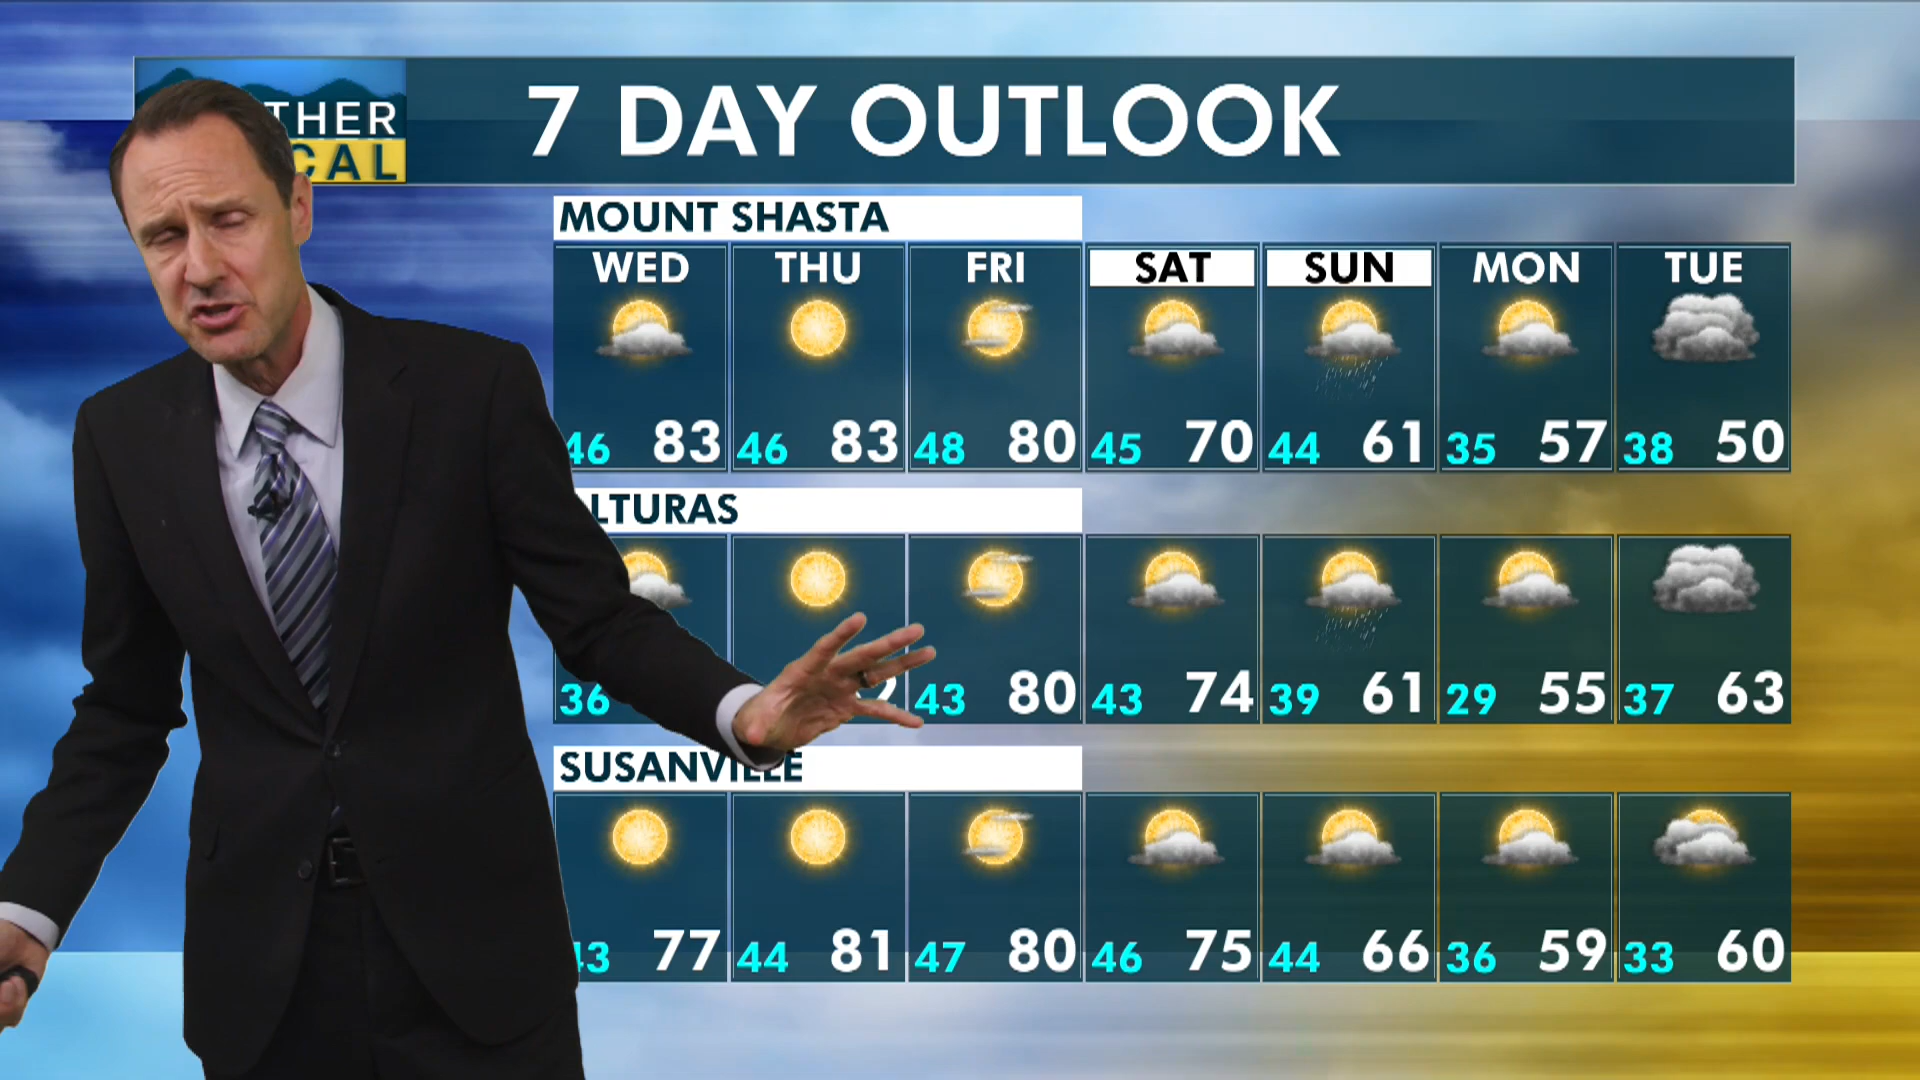 THER
CAL
7 DAY OUTLOOK
MOUNT SHASTA
WED THU FRI SAT SUN MON TUE
46 83 46 83 48 80 45 70 44 61 35 57 38 50
LTURAS
36 43 80 43 74 39 61 29 55 37 63
SUSANVILLE
43 77 44 81 47 80 46 75 44 66 36 59 33 60